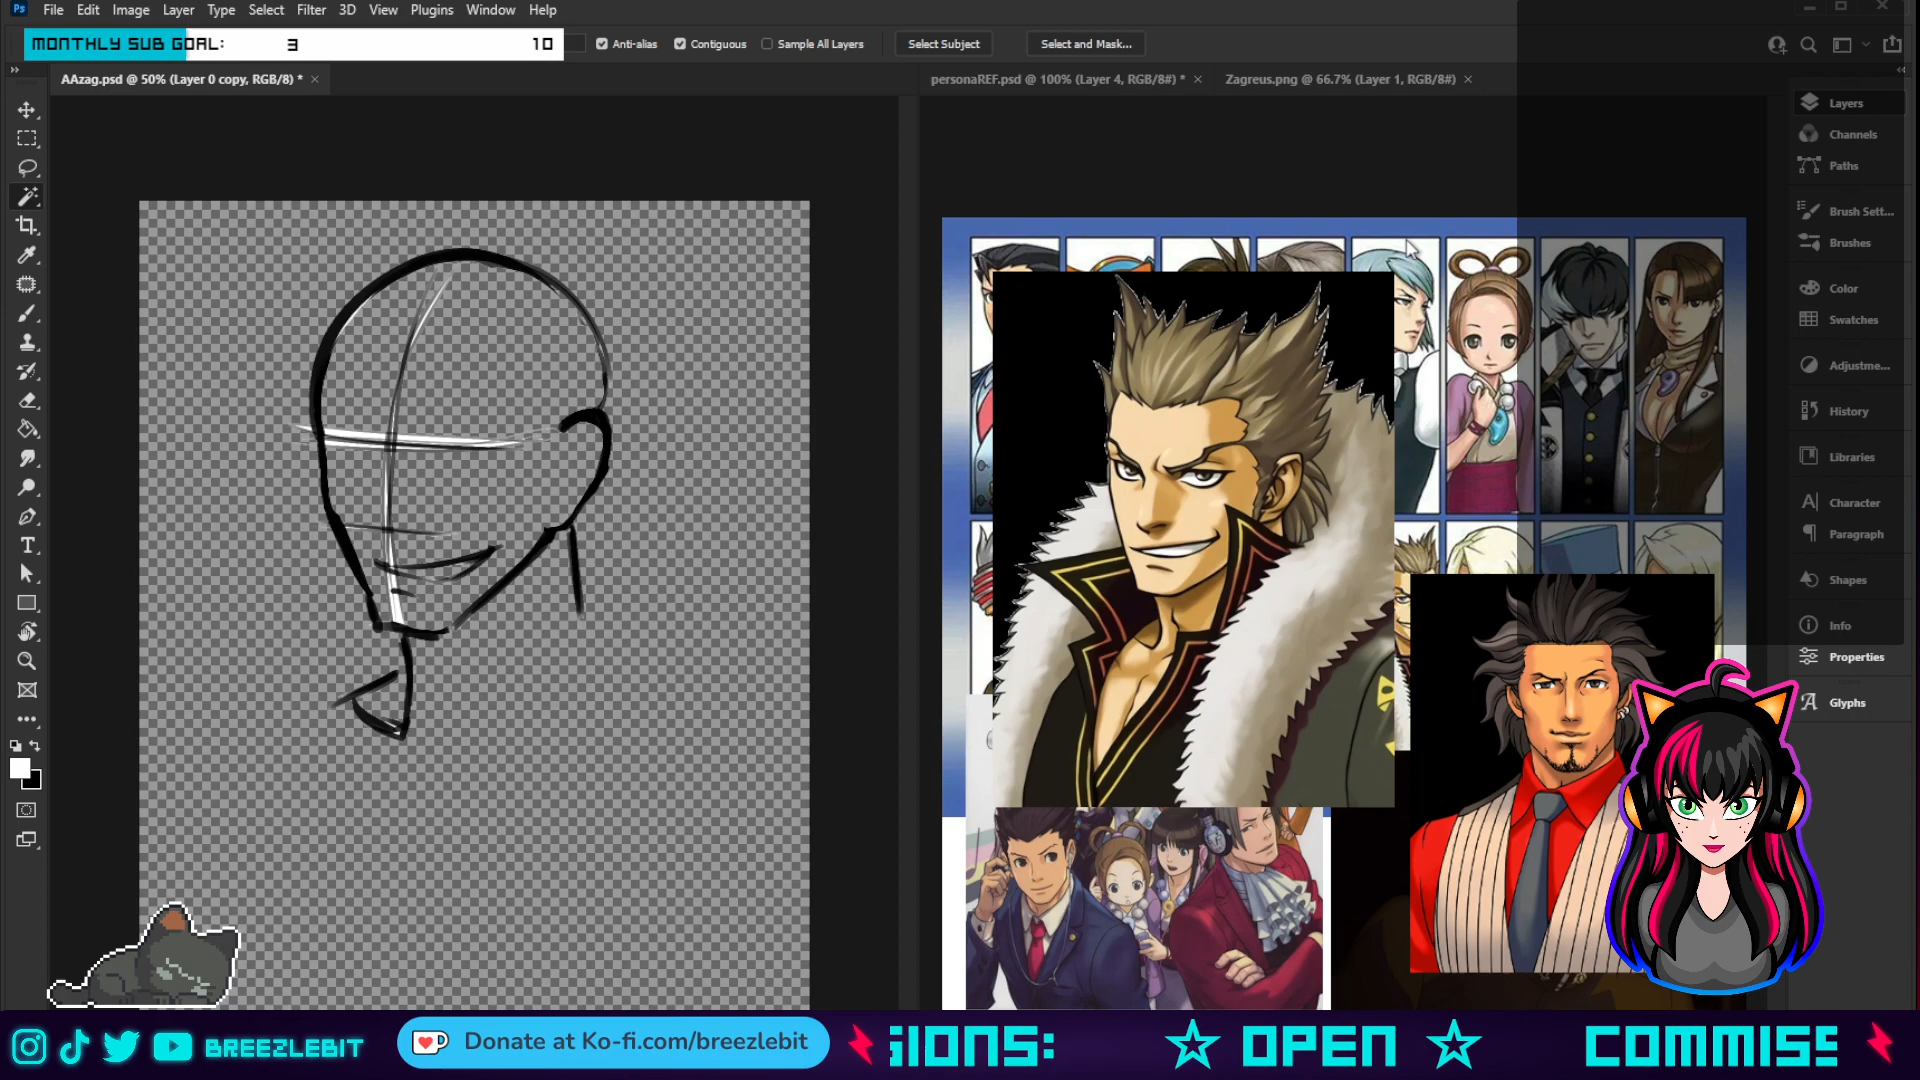 Ps File Edit Image Layer Type Select Filter 3D View Plugins Window Help
MONTHLY SUB GOAL: 3 10
Anti-alias Contiguous Sample All Layers Select Subject Select and Mask...
AAzag.psd @ 50% (Layer 0 copy, RGB/8) * ×
personaREF.psd @ 100% (Layer 4, RGB/8#) * × Zagreus.png @ 66.7% (Layer 1, RGB/8#) ×
Layers
Channels
Paths
Brush Sett...
Brushes
Color
Swatches
Adjustme...
History
Libraries
Character
Paragraph
Shapes
Info
Properties
Glyphs
BREEZLEBIT
Donate at Ko-fi.com/breezlebit
SIONS: ☆ OPEN ☆ COMMISS